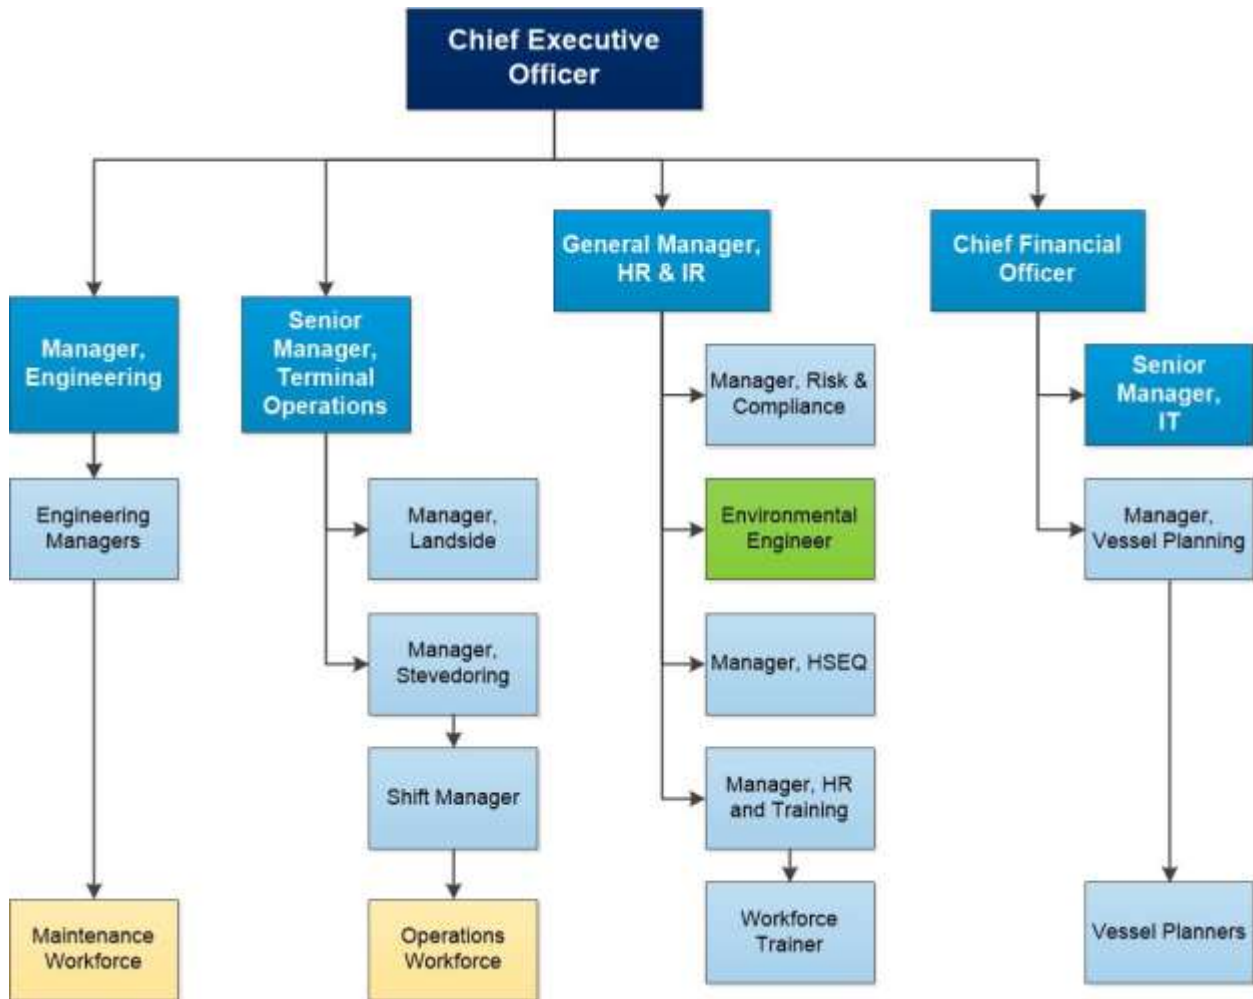 Chief Executive
Officer
General Manager,
HR & IR
Chief Financial
Officer
Manager,
Engineering
Senior
Manager,
Terminal
Operations
Manager, Risk &
Compliance
Senior
Manager,
IT
Engineering
Managers
Manager,
Landside
Environmental
Engineer
Manager,
Vessel Planning
Manager,
Stevedoring
Manager, HSEQ
Shift Manager
Manager, HR
and Training
Maintenance
Workforce
Operations
Workforce
Workforce
Trainer
Vessel Planners